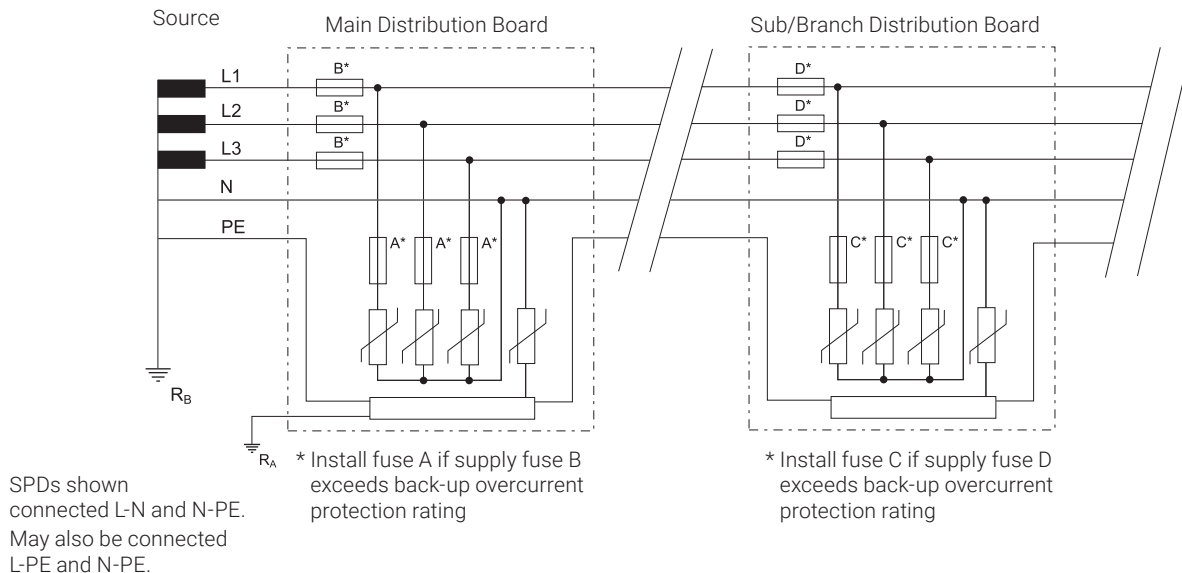 Source
Main Distribution Board
Sub/Branch Distribution Board
L1
B*
D*
L2
B*
D*
L3
B*
D*
N
PE
A* A* A*
C* C* C*
RB
RA
* Install fuse A if supply fuse B
exceeds back-up overcurrent
protection rating
* Install fuse C if supply fuse D
exceeds back-up overcurrent
protection rating
SPDs shown
connected L-N and N-PE.
May also be connected
L-PE and N-PE.